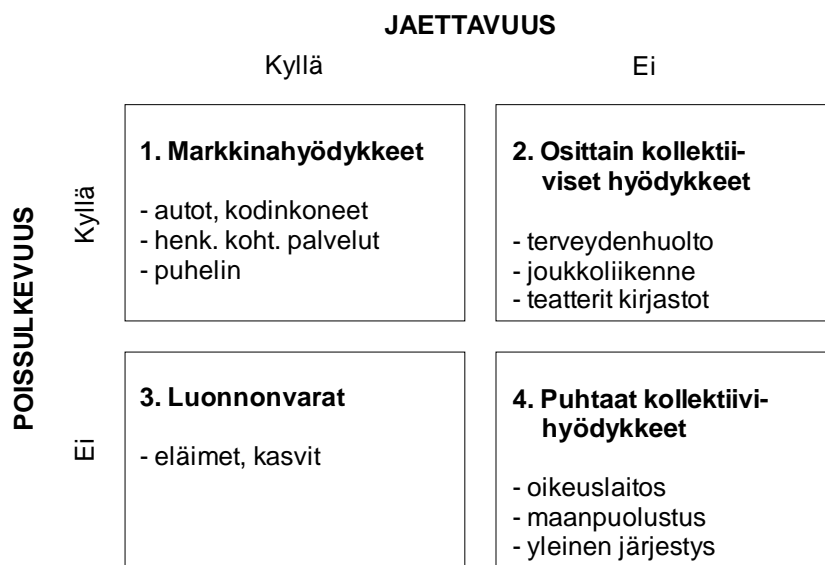 JAETTAVUUS
Kyllä
Ei
POISSULKEVUUS
Kyllä
1. Markkinahyödykkeet
- autot, kodinkoneet
- henk. koht. palvelut
- puhelin
2. Osittain kollektii-
viset hyödykkeet
- terveydenhuolto
- joukkoliikenne
- teatterit kirjastot
Ei
3. Luonnonvarat
- eläimet, kasvit
4. Puhtaat kollektiivi-
hyödykkeet
- oikeuslaitos
- maanpuolustus
- yleinen järjestys